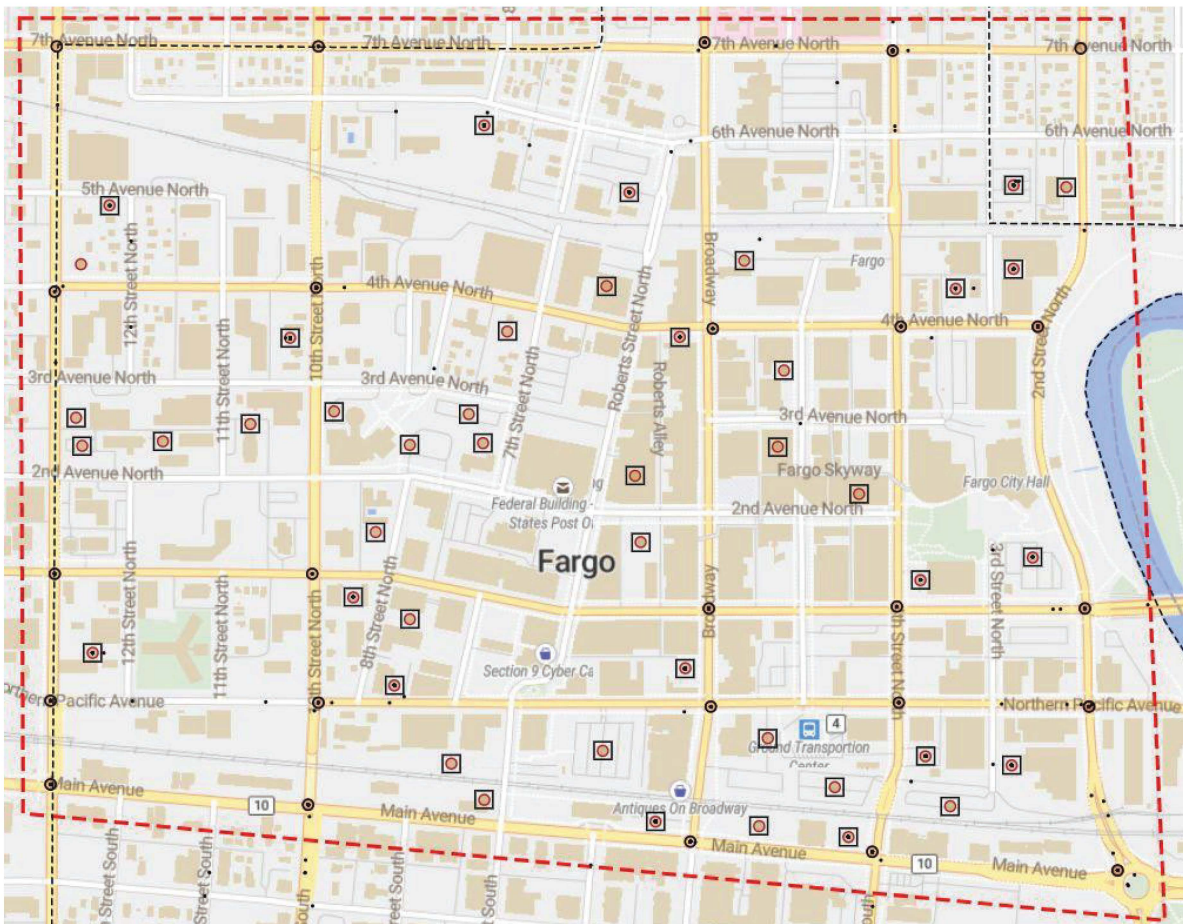 7th Avenue North
7th Avenue North
7th Avenue North
7th Avenue North
6th Avenue North
6th Avenue North
5th Avenue North
12th Street North
Broadway
Fargo
4th Avenue North
10th Street North
4th Avenue North
2nd Street North
12th Street North
11th Street North
3rd Avenue North
3rd Avenue North
7th Street North
Roberts Street North
Roberts Alley
3rd Avenue North
2nd Avenue North
Fargo Skyway
Fargo City Hall
Federal Building -
States Post
2nd Avenue North
Fargo
12th Street North
11th Street North
8th Street North
Broadway
3rd Street North
Section 9 Cyber Ca
Pacific Avenue
Northern Pacific Avenue
4
Ground Transportion
Center
Main Avenue
10
Main Avenue
Antiques On Broadway
Main Avenue
10
Main Avenue
Street South
Street South
South
South
South